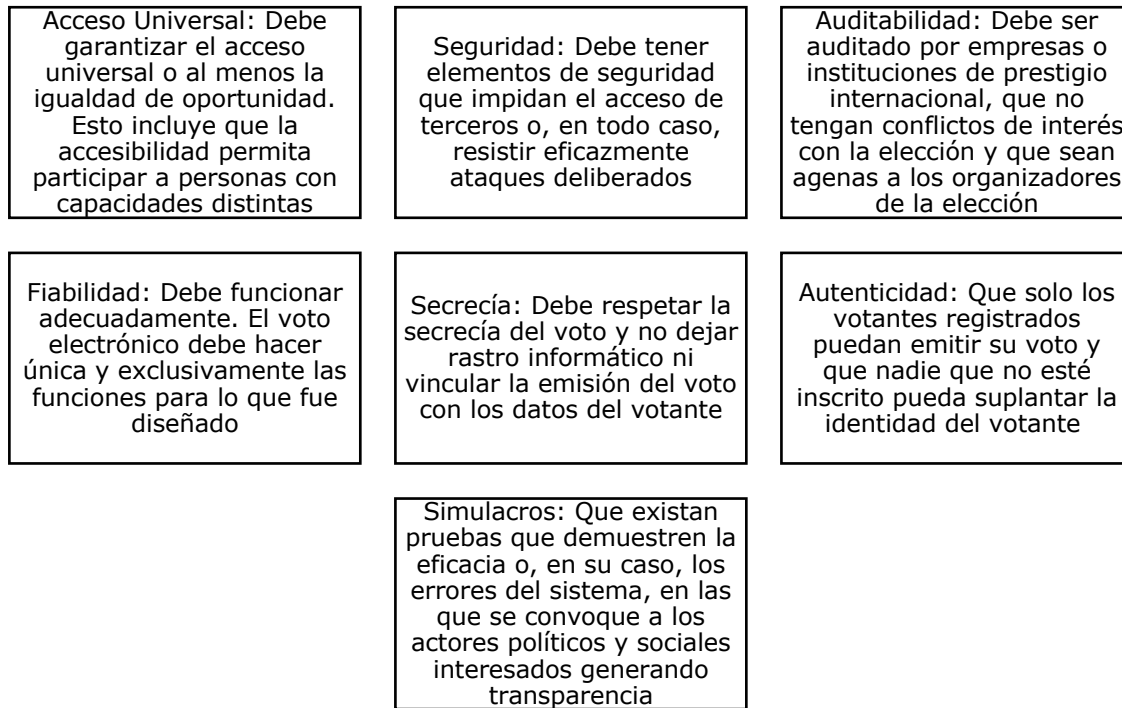 Acceso Universal: Debe
garantizar el acceso
universal o al menos la
igualdad de oportunidad.
Esto incluye que la
accesibilidad permita
participar a personas con
capacidades distintas
Seguridad: Debe tener
elementos de seguridad
que impidan el acceso de
terceros o, en todo caso,
resistir eficazmente
ataques deliberados
Auditabilidad: Debe ser
auditado por empresas o
instituciones de prestigio
internacional, que no
tengan conflictos de interés
con la elección y que sean
agenas a los organizadores
de la elección
Fiabilidad: Debe funcionar
adecuadamente. El voto
electrónico debe hacer
única y exclusivamente las
funciones para lo que fue
diseñado
Secrecía: Debe respetar la
secrecía del voto y no dejar
rastro informático ni
vincular la emisión del voto
con los datos del votante
Autenticidad: Que solo los
votantes registrados
puedan emitir su voto y
que nadie que no esté
inscrito pueda suplantar la
identidad del votante
Simulacros: Que existan
pruebas que demuestren la
eficacia o, en su caso, los
errores del sistema, en las
que se convoque a los
actores políticos y sociales
interesados generando
transparencia